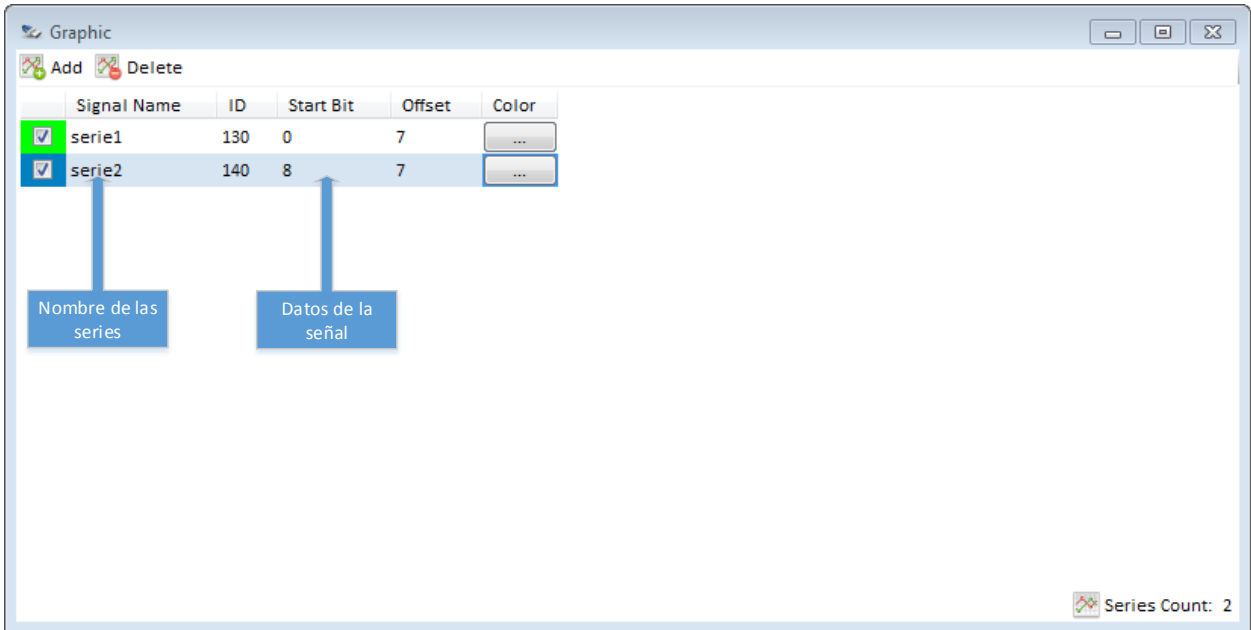 Graphic
Add Delete
Signal Name ID Start Bit Offset Color
serie1 130 0 7 ...
serie2 140 8 7 ...
Nombre de las
series
Datos de la
señal
Series Count: 2